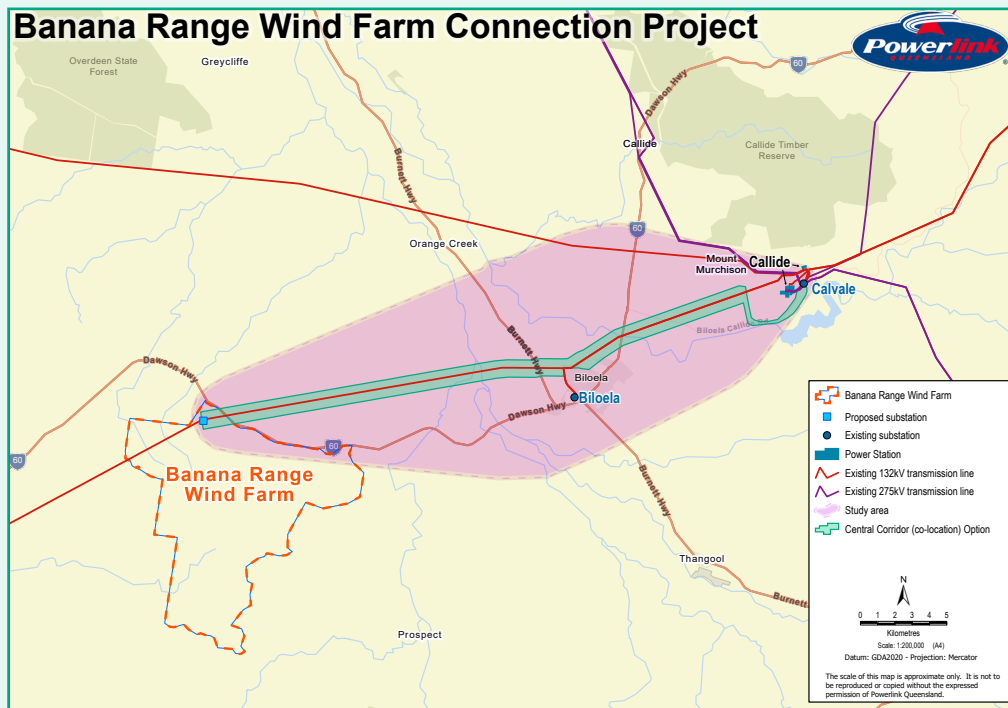 Banana Range Wind Farm Connection Project
Powerlink
QUEENSLAND
®
Overdeen State
Forest
Greycliffe
60
Dawson Hwy
Burnett Hwy
Callide
Callide Timber
Reserve
Orange Creek
60
Mount
Murchison
Callide
Calvale
Biloela Callide Rd
Burnett Hwy
Dawson Hwy
Biloela
Biloela
Dawson Hwy
60
60
Banana Range
Wind Farm
Burnett Hwy
Thangool
Burnett
Prospect
Banana Range Wind Farm
Proposed substation
Existing substation
Power Station
Existing 132kV transmission line
Existing 275kV transmission line
Study area
Central Corridor (co-location) Option
N
0 1 2 3 4 5
Kilometres
Scale: 1:200,000 (A4)
Datum: GDA2020 - Projection: Mercator
The scale of this map is approximate only. It is not to
be reproduced or copied without the expressed
permission of Powerlink Queensland.